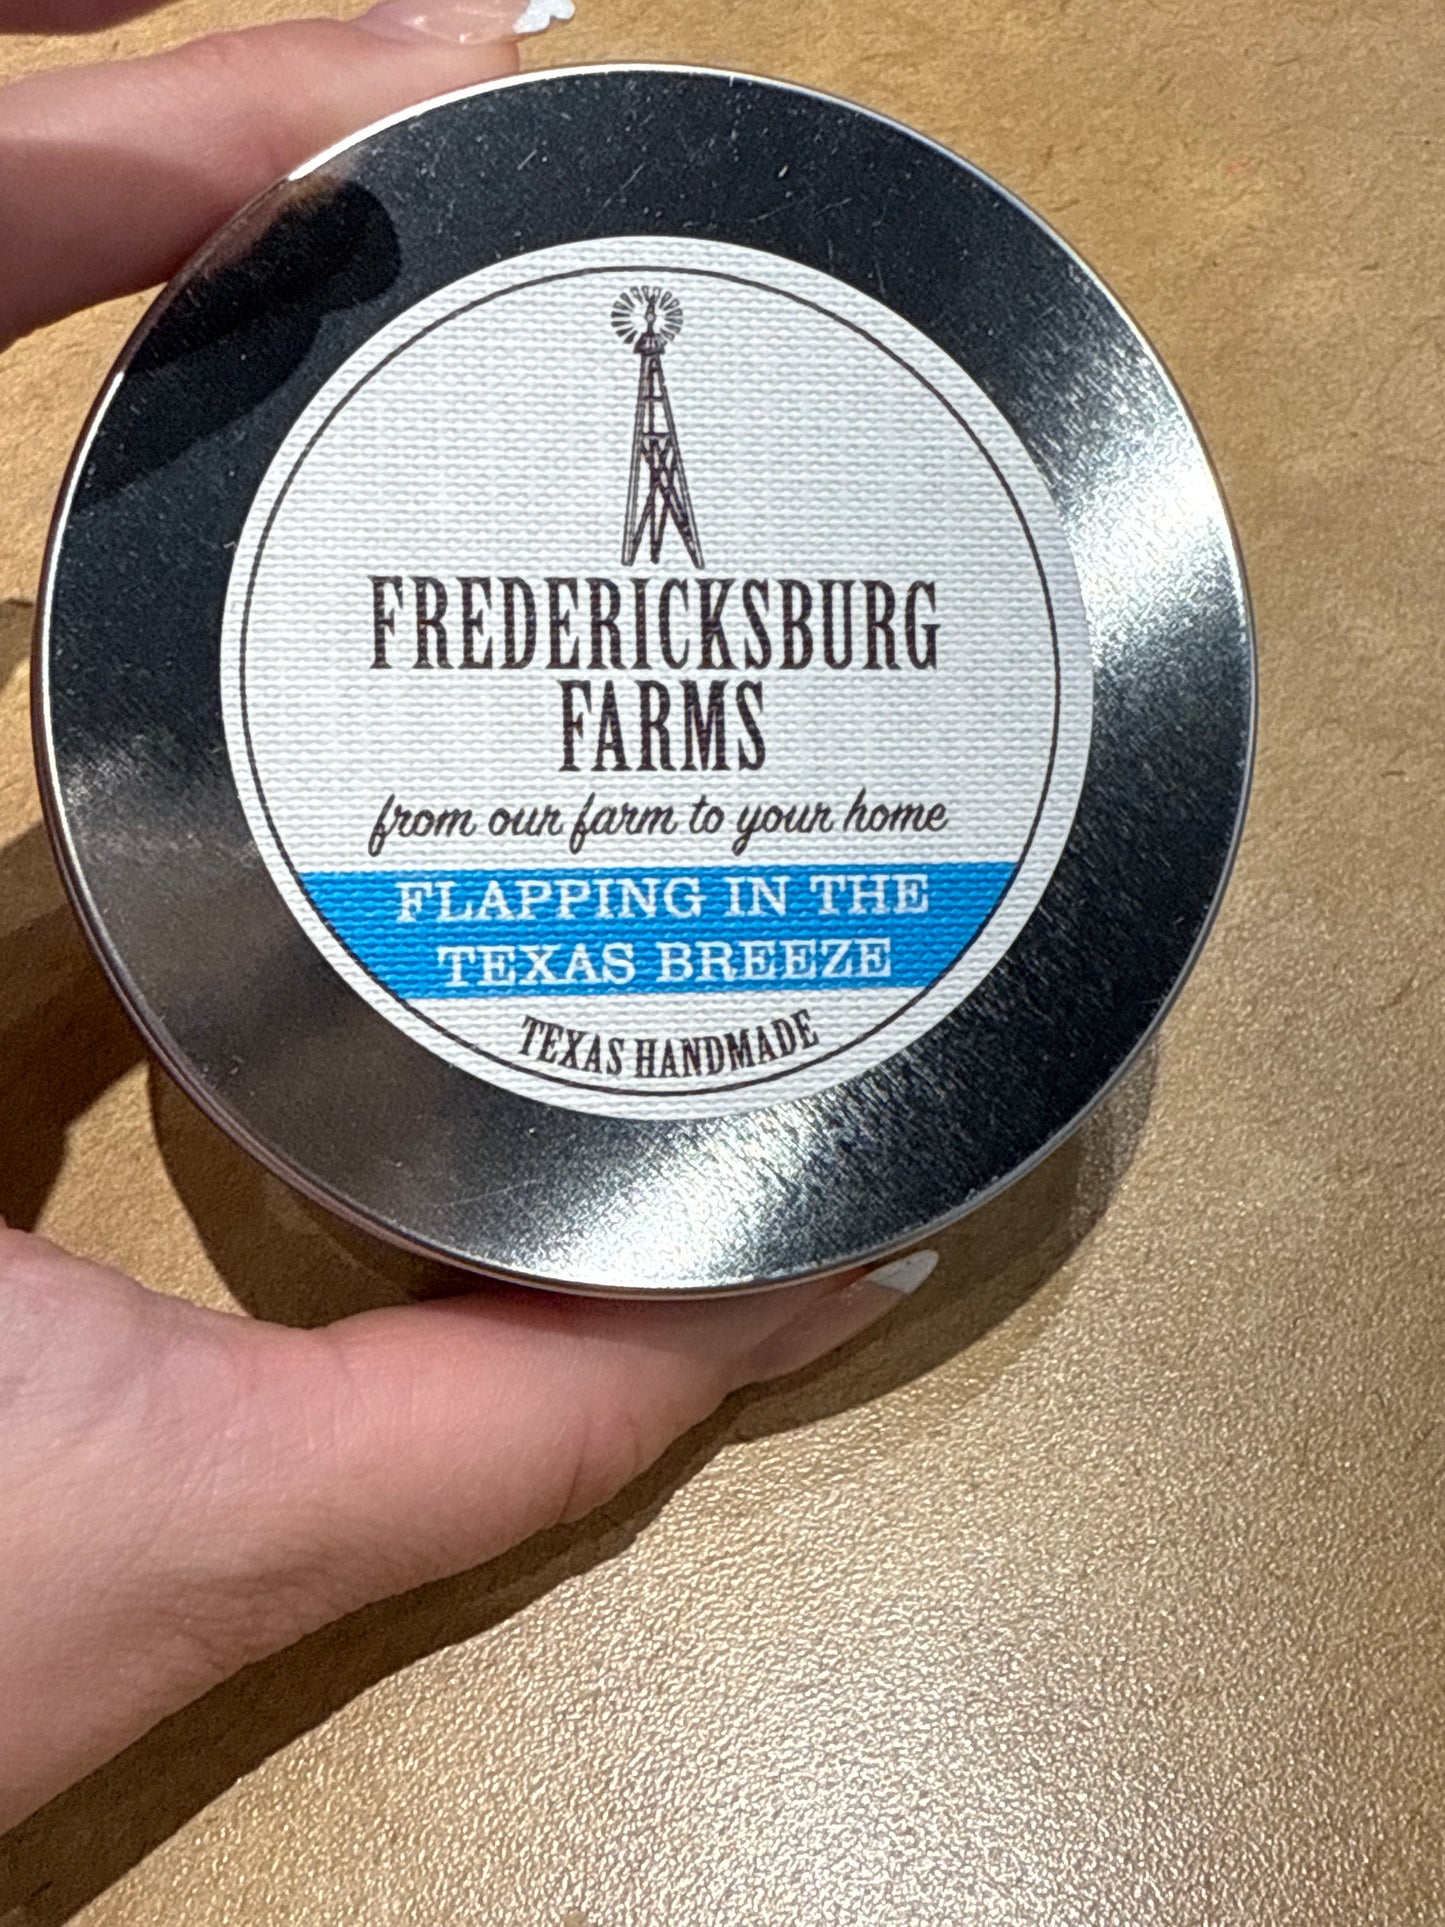 FREDERICKSBURG
FARMS
from our farm to your home
FLAPPING IN THE
TEXAS BREEZE
TEXAS HANDMADE